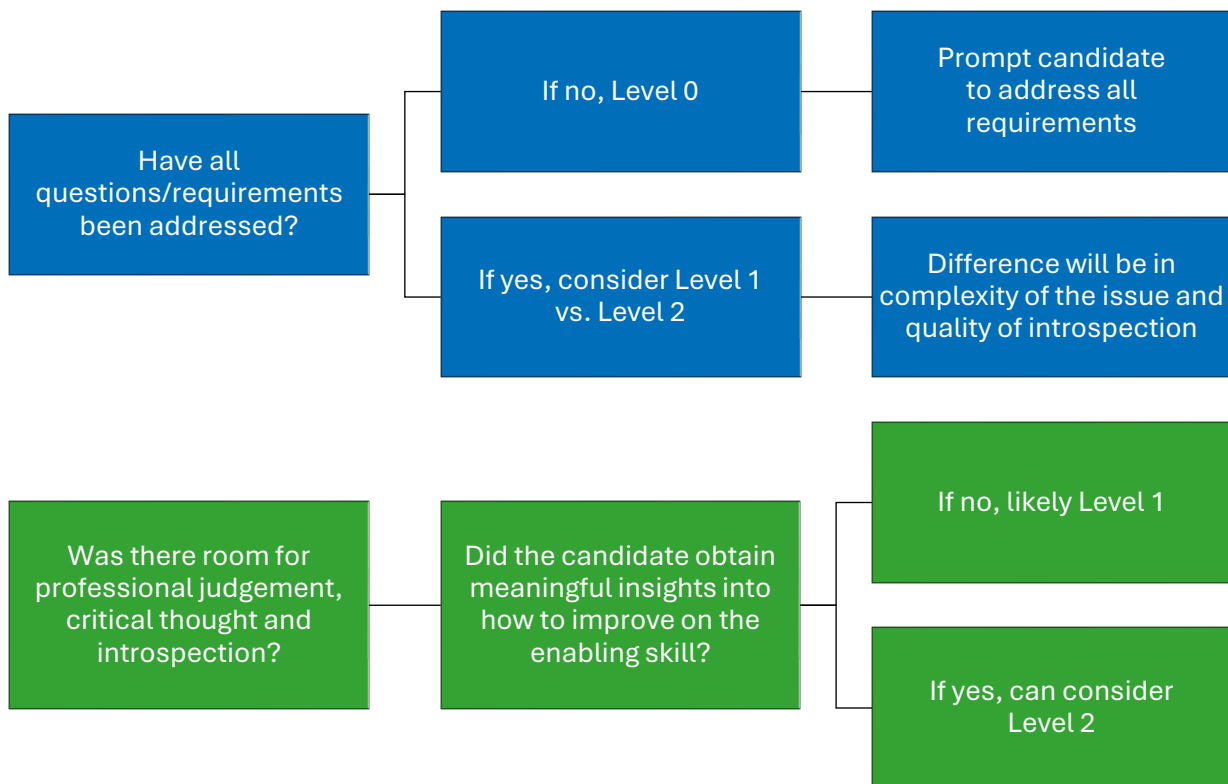 Have all
questions/requirements
been addressed?
If no, Level 0
Prompt candidate
to address all
requirements
If yes, consider Level 1
vs. Level 2
Difference will be in
complexity of the issue and
quality of introspection
Was there room for
professional judgement,
critical thought and
introspection?
Did the candidate obtain
meaningful insights into
how to improve on the
enabling skill?
If no, likely Level 1
If yes, can consider
Level 2